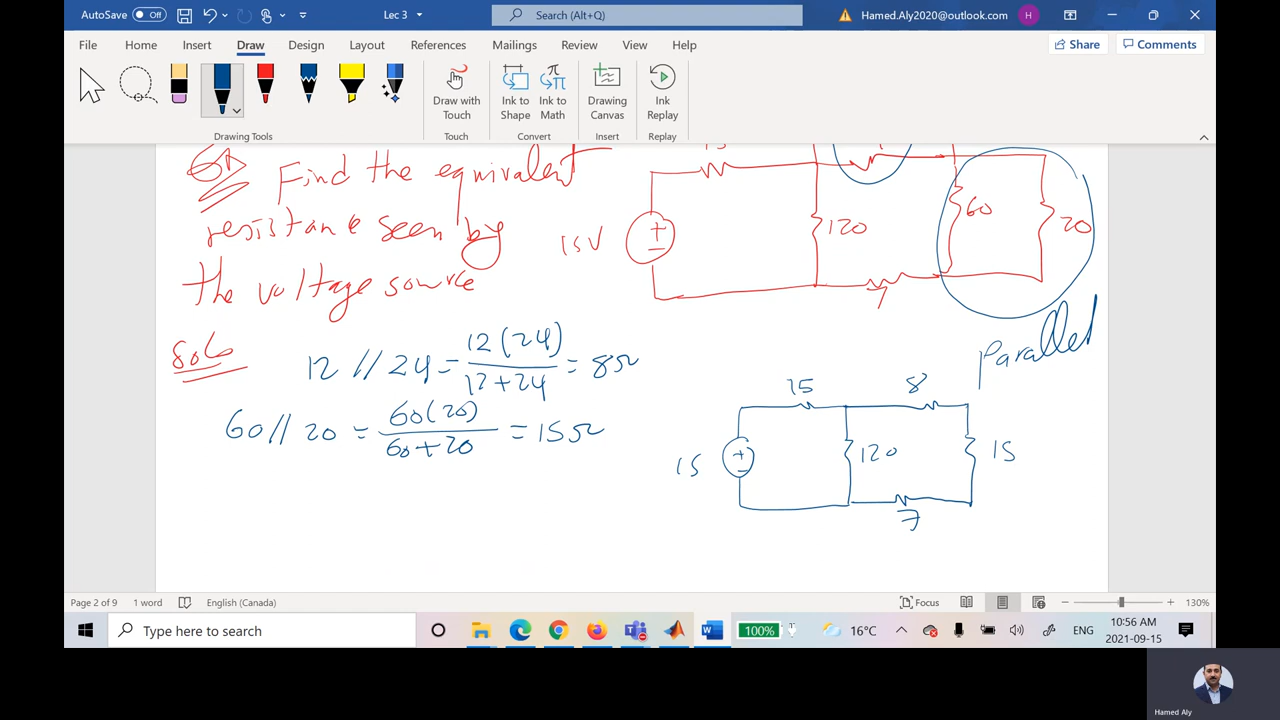 AutoSave Off Lec 3 Search (Alt+Q) Hamed.Aly2020@outlook.com H
File Home Insert Draw Design Layout References Mailings Review View Help Share Comments
Draw with Touch
Ink to Shape
Ink to Math
Drawing Canvas
Ink Replay
Drawing Tools Touch Convert Insert Replay
Find the equivalent
resistance seen by
the voltage source
15V
120
60
20
7
Parallel
Sol
12 // 24 = 12(24) / 12+24 = 8Ω
60 // 20 = 60(20) / 60+20 = 15Ω
15
8
15
120
15
7
Page 2 of 9 1 word English (Canada) Focus 130%
Type here to search 100% 16°C ENG 10:56 AM
2021-09-15
Hamed Aly